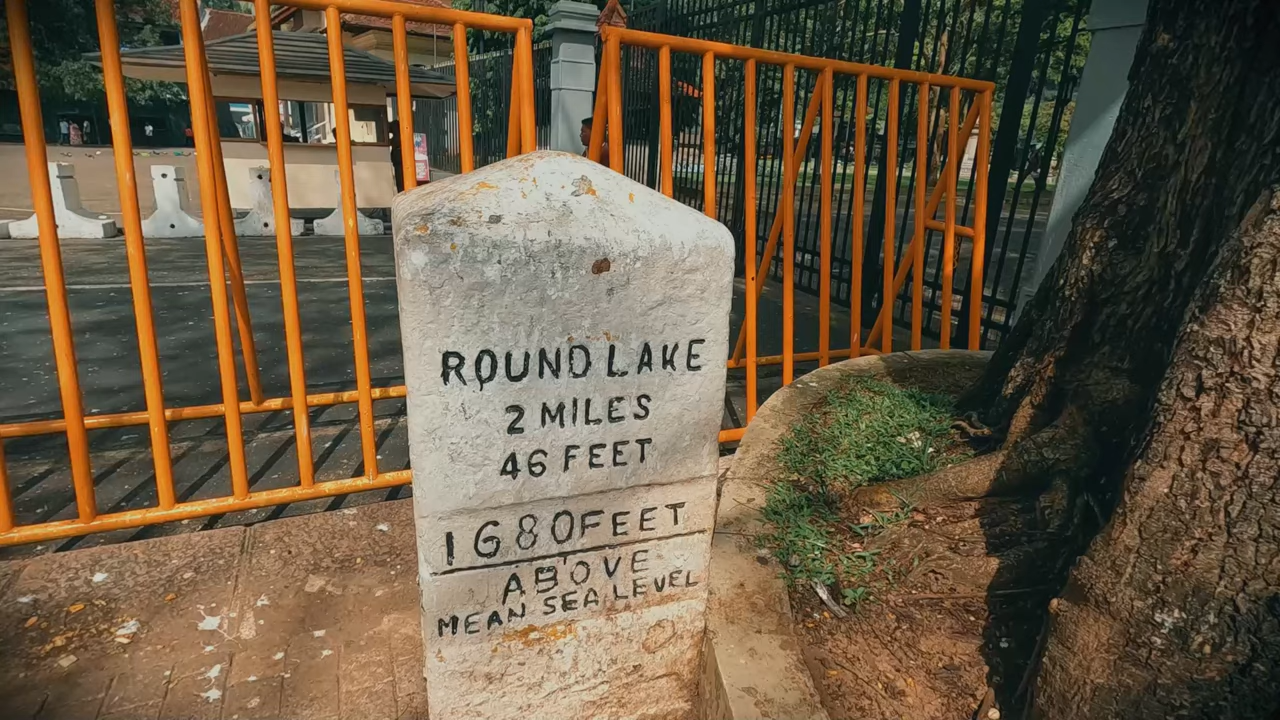 ROUND LAKE
2 MILES
46 FEET
1680 FEET
ABOVE
MEAN SEA LEVEL